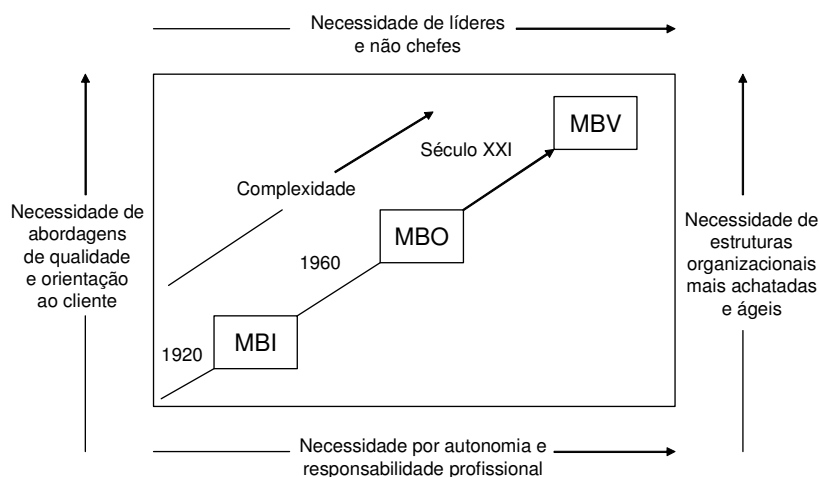 Necessidade de líderes
e não chefes
MBV
Século XXI
Complexidade
Necessidade de
abordagens
de qualidade
e orientação
ao cliente
MBO
Necessidade de
estruturas
organizacionais
mais achatadas
e ágeis
1960
MBI
1920
Necessidade por autonomia e
responsabilidade profissional